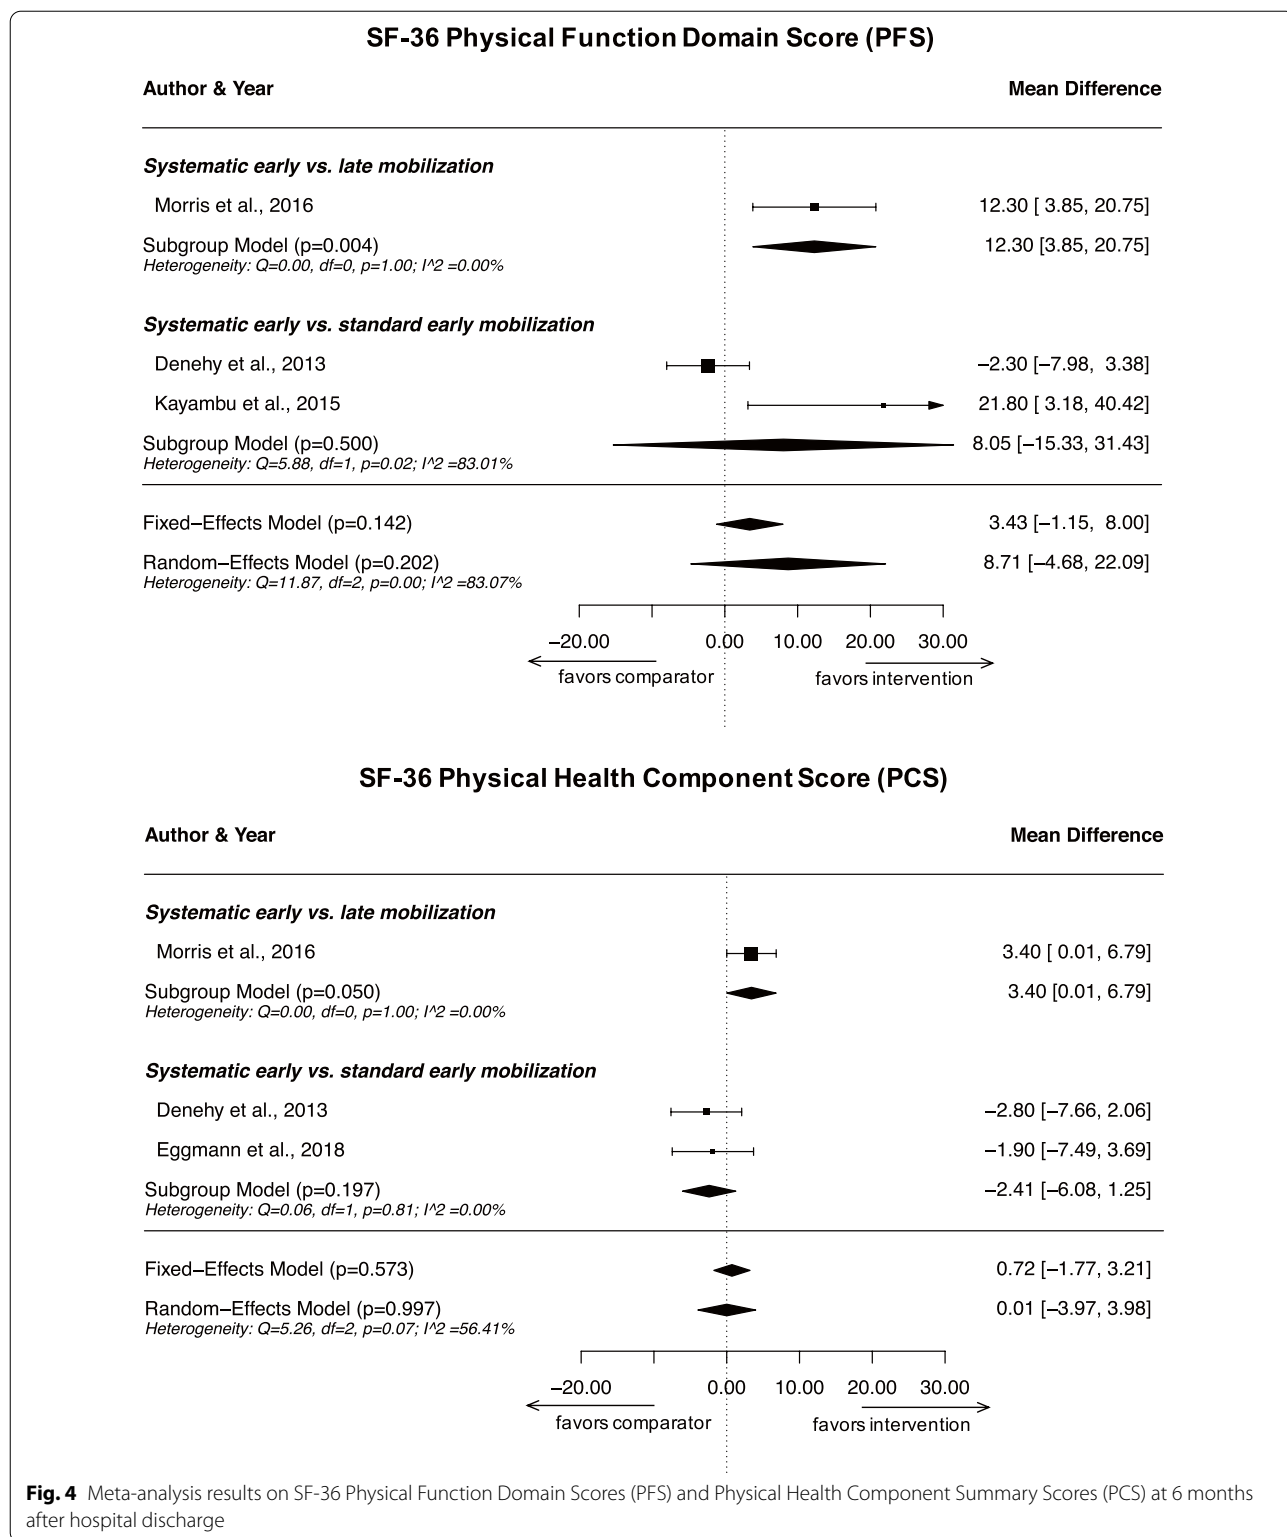 SF-36 Physical Function Domain Score (PFS)
Author & Year Mean Difference
Systematic early vs. late mobilization
Morris et al., 2016 12.30 [ 3.85, 20.75]
Subgroup Model (p=0.004) 12.30 [3.85, 20.75]
Heterogeneity: Q=0.00, df=0, p=1.00; I^2 =0.00%
Systematic early vs. standard early mobilization
Denehy et al., 2013 −2.30 [−7.98, 3.38]
Kayambu et al., 2015 21.80 [ 3.18, 40.42]
Subgroup Model (p=0.500) 8.05 [−15.33, 31.43]
Heterogeneity: Q=5.88, df=1, p=0.02; I^2 =83.01%
Fixed−Effects Model (p=0.142) 3.43 [−1.15, 8.00]
Random−Effects Model (p=0.202) 8.71 [−4.68, 22.09]
Heterogeneity: Q=11.87, df=2, p=0.00; I^2 =83.07%
−20.00 0.00 10.00 20.00 30.00
favors comparator favors intervention
SF-36 Physical Health Component Score (PCS)
Author & Year Mean Difference
Systematic early vs. late mobilization
Morris et al., 2016 3.40 [ 0.01, 6.79]
Subgroup Model (p=0.050) 3.40 [0.01, 6.79]
Heterogeneity: Q=0.00, df=0, p=1.00; I^2 =0.00%
Systematic early vs. standard early mobilization
Denehy et al., 2013 −2.80 [−7.66, 2.06]
Eggmann et al., 2018 −1.90 [−7.49, 3.69]
Subgroup Model (p=0.197) −2.41 [−6.08, 1.25]
Heterogeneity: Q=0.06, df=1, p=0.81; I^2 =0.00%
Fixed−Effects Model (p=0.573) 0.72 [−1.77, 3.21]
Random−Effects Model (p=0.997) 0.01 [−3.97, 3.98]
Heterogeneity: Q=5.26, df=2, p=0.07; I^2 =56.41%
−20.00 0.00 10.00 20.00 30.00
favors comparator favors intervention
Fig. 4 Meta-analysis results on SF-36 Physical Function Domain Scores (PFS) and Physical Health Component Summary Scores (PCS) at 6 months
after hospital discharge